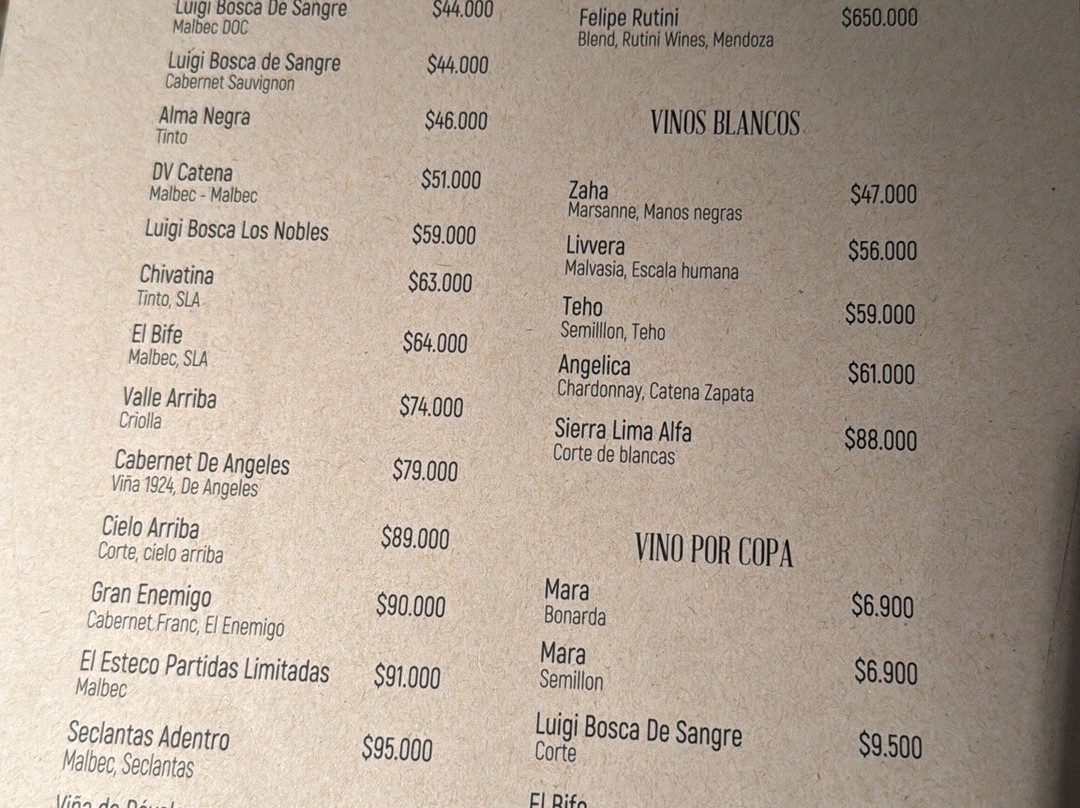 Luigi Bosca De Sangre $44.000
Malbec DOC
Luigi Bosca de Sangre $44.000
Cabernet Sauvignon
Alma Negra $46.000
Tinto
DV Catena $51.000
Malbec - Malbec
Luigi Bosca Los Nobles $59.000
Chivatina $63.000
Tinto, SLA
El Bife $64.000
Malbec, SLA
Valle Arriba $74.000
Criolla
Cabernet De Angeles $79.000
Viña 1924, De Angeles
Cielo Arriba $89.000
Corte, cielo arriba
Gran Enemigo $90.000
Cabernet Franc, El Enemigo
El Esteco Partidas Limitadas $91.000
Malbec
Seclantas Adentro $95.000
Malbec, Seclantas
Viña de
Felipe Rutini $650.000
Blend, Rutini Wines, Mendoza
VINOS BLANCOS
Zaha $47.000
Marsanne, Manos negras
Livvera $56.000
Malvasia, Escala humana
Teho $59.000
Semilllon, Teho
Angelica $61.000
Chardonnay, Catena Zapata
Sierra Lima Alfa $88.000
Corte de blancas
VINO POR COPA
Mara $6.900
Bonarda
Mara $6.900
Semillon
Luigi Bosca De Sangre $9.500
Corte
El Bife